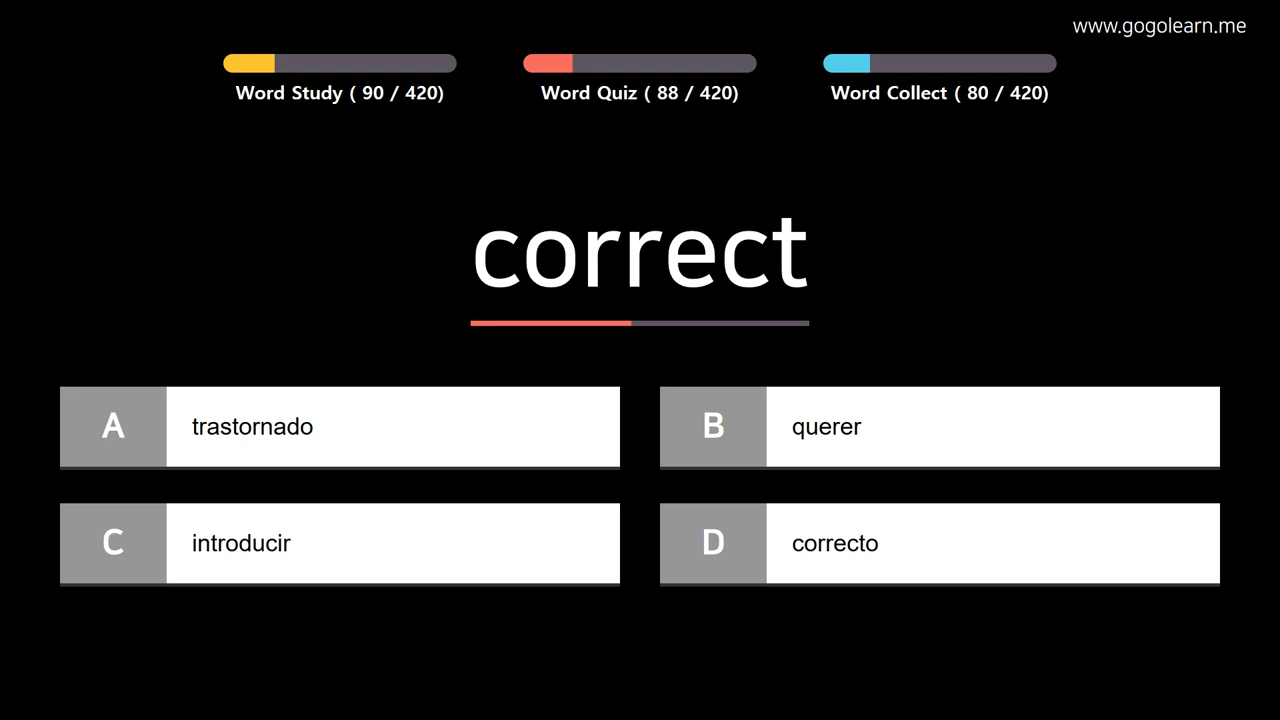 www.gogolearn.me
Word Study ( 90 / 420)
Word Quiz ( 88 / 420)
Word Collect ( 80 / 420)
correct
A trastornado
B querer
C introducir
D correcto